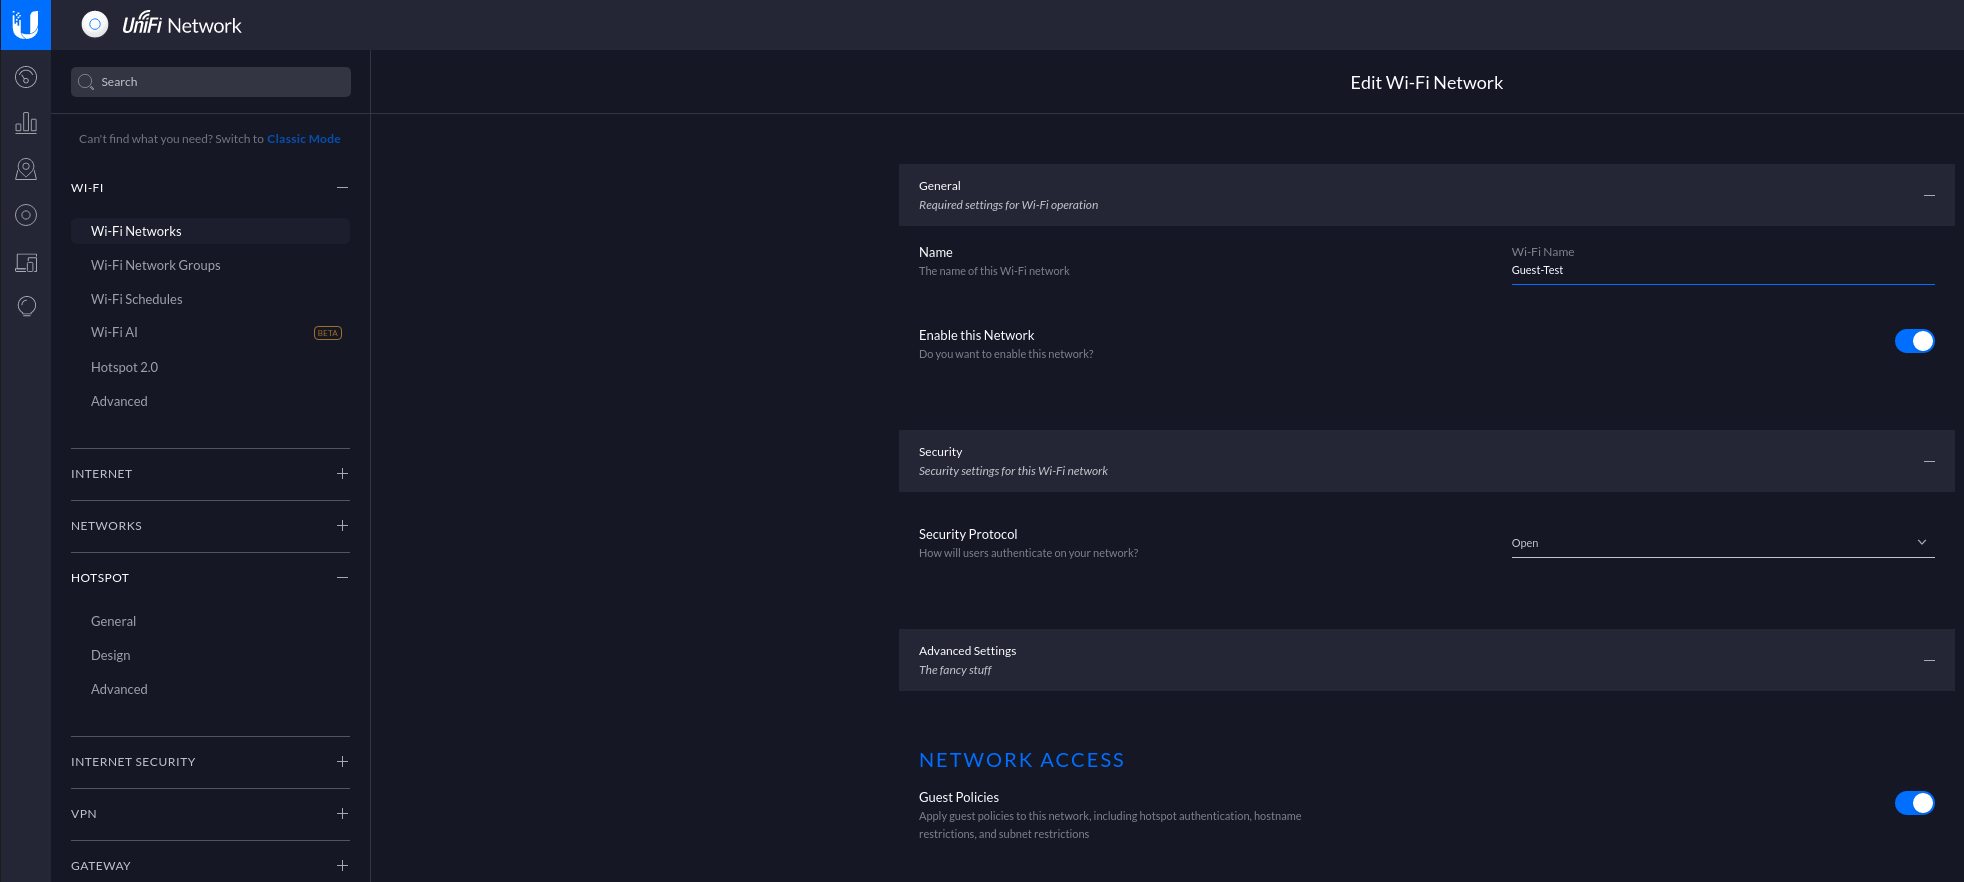 UniFi Network
Search
Edit Wi-Fi Network
Can't find what you need? Switch to Classic Mode
WI-FI
Wi-Fi Networks
Wi-Fi Network Groups
Wi-Fi Schedules
Wi-Fi AI BETA
Hotspot 2.0
Advanced
INTERNET
NETWORKS
HOTSPOT
General
Design
Advanced
INTERNET SECURITY
VPN
GATEWAY
General
Required settings for Wi-Fi operation
Name
The name of this Wi-Fi network
Wi-Fi Name
Guest-Test
Enable this Network
Do you want to enable this network?
Security
Security settings for this Wi-Fi network
Security Protocol
How will users authenticate on your network?
Open
Advanced Settings
The fancy stuff
NETWORK ACCESS
Guest Policies
Apply guest policies to this network, including hotspot authentication, hostname
restrictions, and subnet restrictions